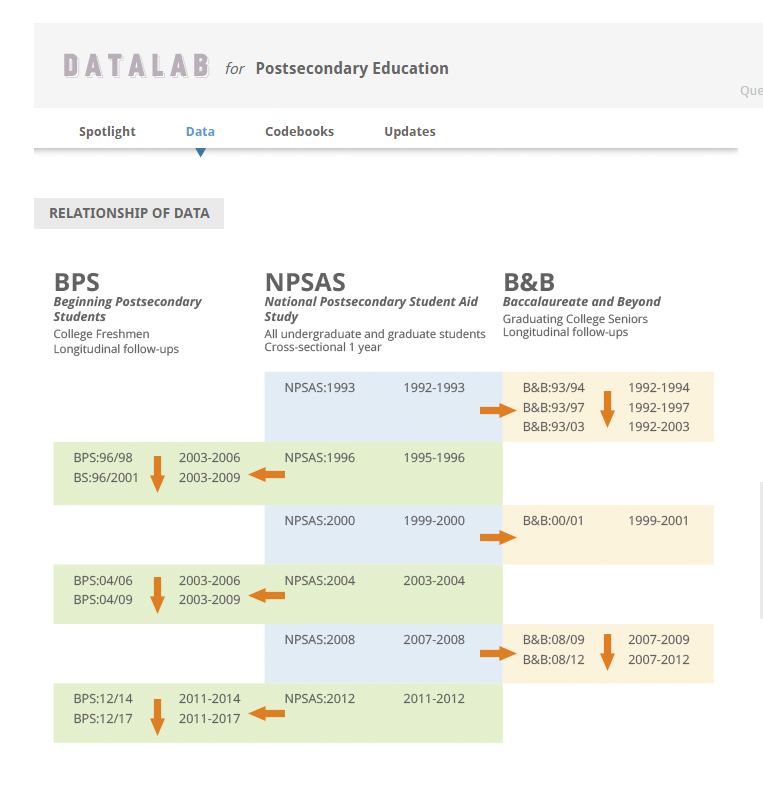 DATALAB for Postsecondary Education
Que
Spotlight Data Codebooks Updates
RELATIONSHIP OF DATA
BPS
Beginning Postsecondary
Students
College Freshmen
Longitudinal follow-ups
NPSAS
National Postsecondary Student Aid
Study
All undergraduate and graduate students
Cross-sectional 1 year
B&B
Baccalaureate and Beyond
Graduating College Seniors
Longitudinal follow-ups
NPSAS:1993 1992-1993 B&B:93/94 1992-1994
B&B:93/97 1992-1997
B&B:93/03 1992-2003
BPS:96/98 2003-2006 NPSAS:1996 1995-1996
BS:96/2001 2003-2009
NPSAS:2000 1999-2000 B&B:00/01 1999-2001
BPS:04/06 2003-2006 NPSAS:2004 2003-2004
BPS:04/09 2003-2009
NPSAS:2008 2007-2008 B&B:08/09 2007-2009
B&B:08/12 2007-2012
BPS:12/14 2011-2014 NPSAS:2012 2011-2012
BPS:12/17 2011-2017